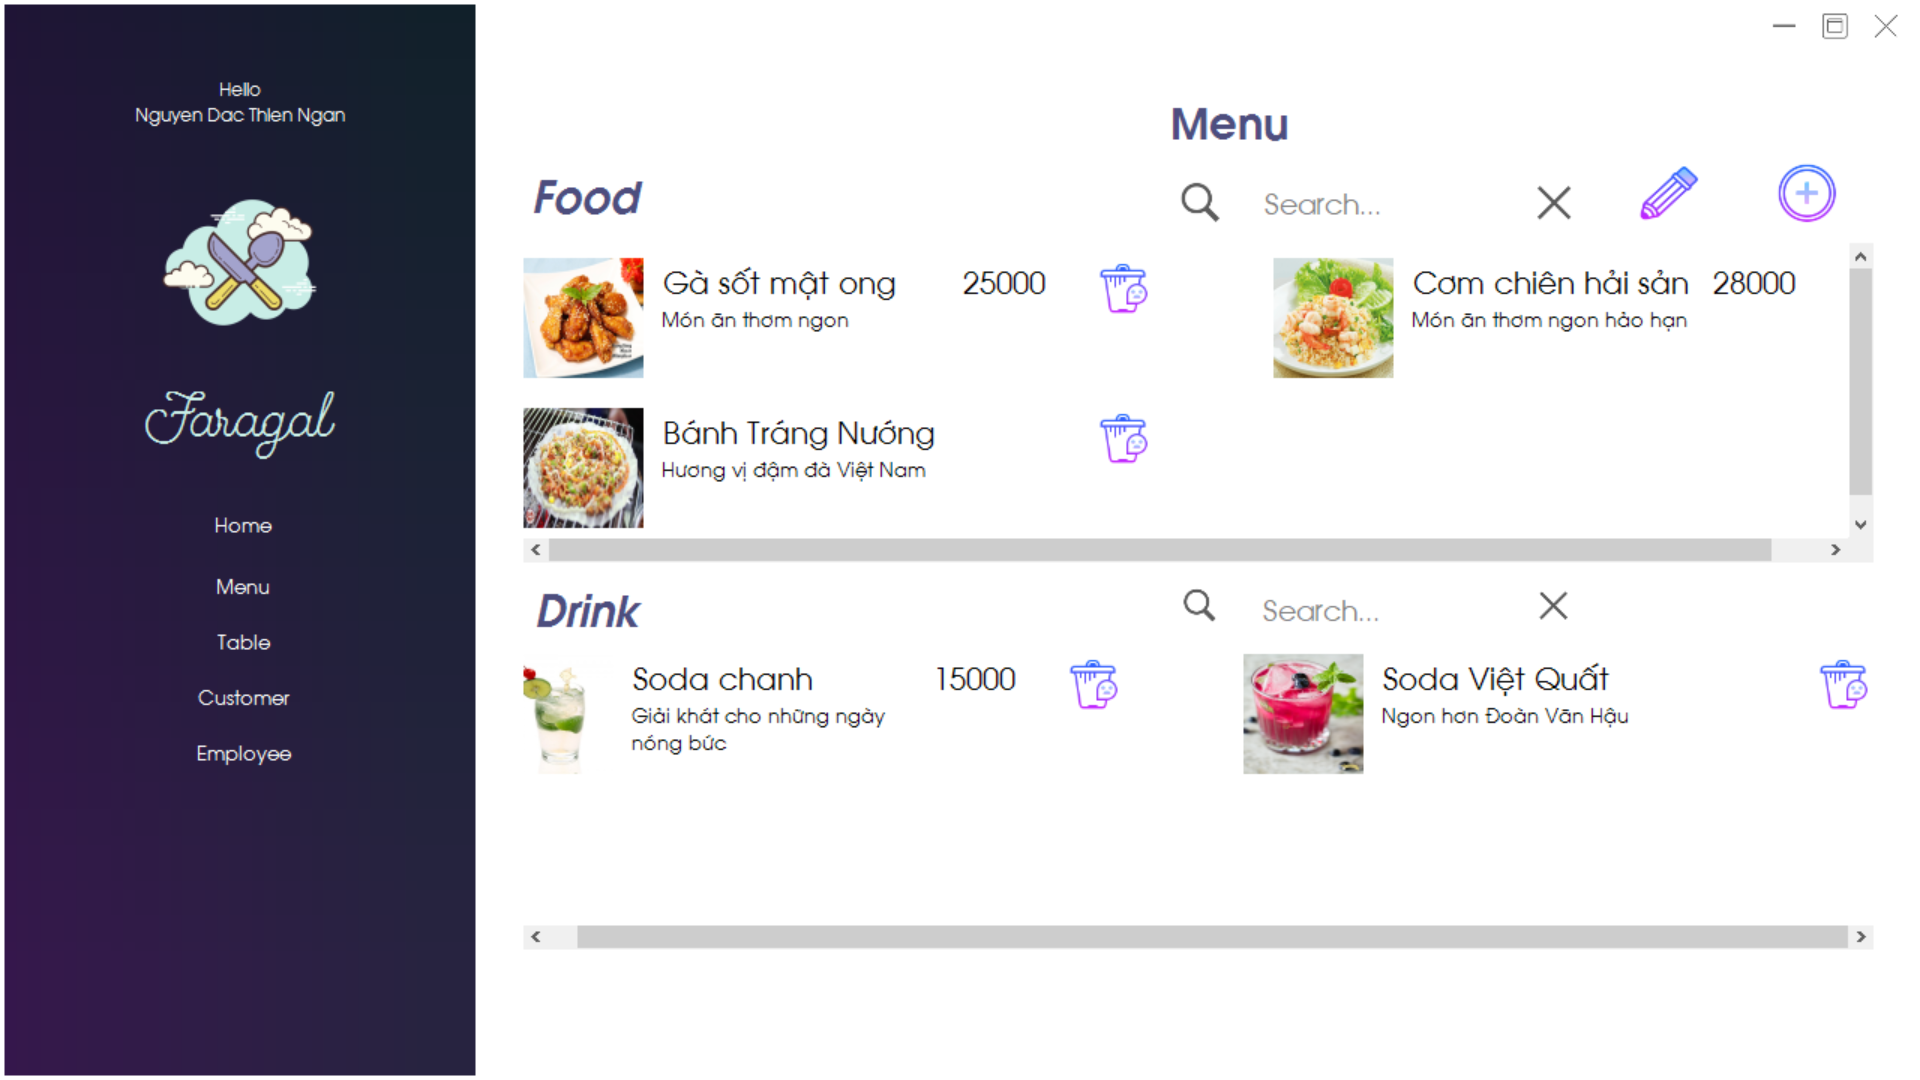 Hello
Nguyen Dac Thien Ngan
Faragal
Home
Menu
Table
Customer
Employee
Menu
Food
Search...
Gà sốt mật ong 25000
Món ăn thơm ngon
Cơm chiên hải sản 28000
Món ăn thơm ngon hảo hạn
Bánh Tráng Nướng
Hương vị đậm đà Việt Nam
Drink
Search...
Soda chanh 15000
Giải khát cho những ngày
nóng bức
Soda Việt Quất
Ngon hơn Đoàn Văn Hậu